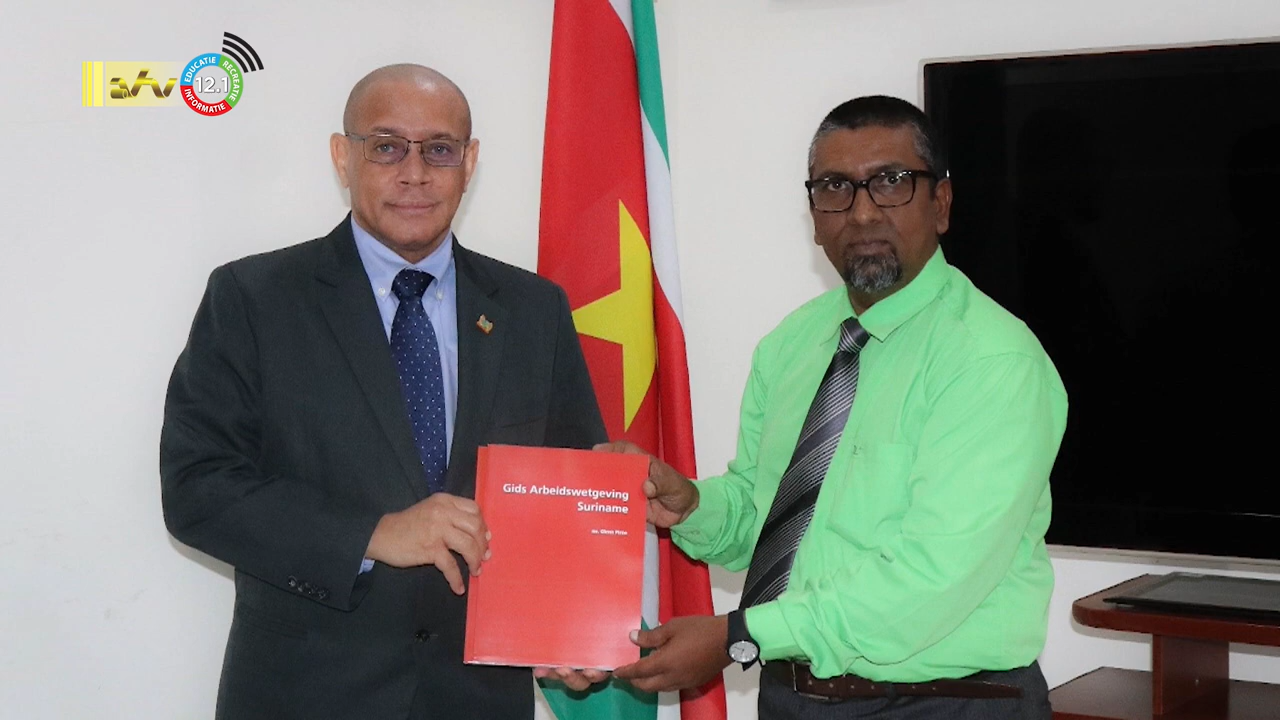 stv
EDUCATIE
RECREATIE
INFORMATIE
12.1
Gids Arbeidswetgeving
Suriname